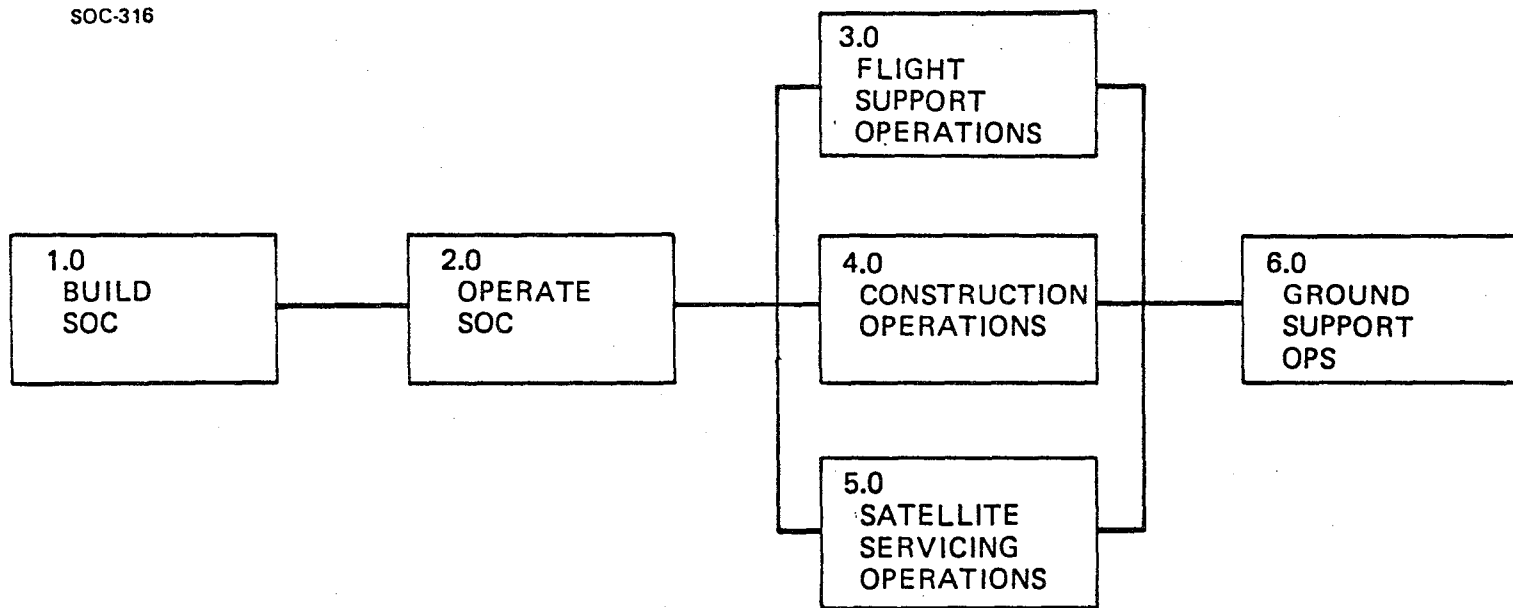 SOC-316
3.0
FLIGHT
SUPPORT
OPERATIONS
1.0
BUILD
SOC
2.0
OPERATE
SOC
4.0
CONSTRUCTION
OPERATIONS
6.0
GROUND
SUPPORT
OPS
5.0
SATELLITE
SERVICING
OPERATIONS